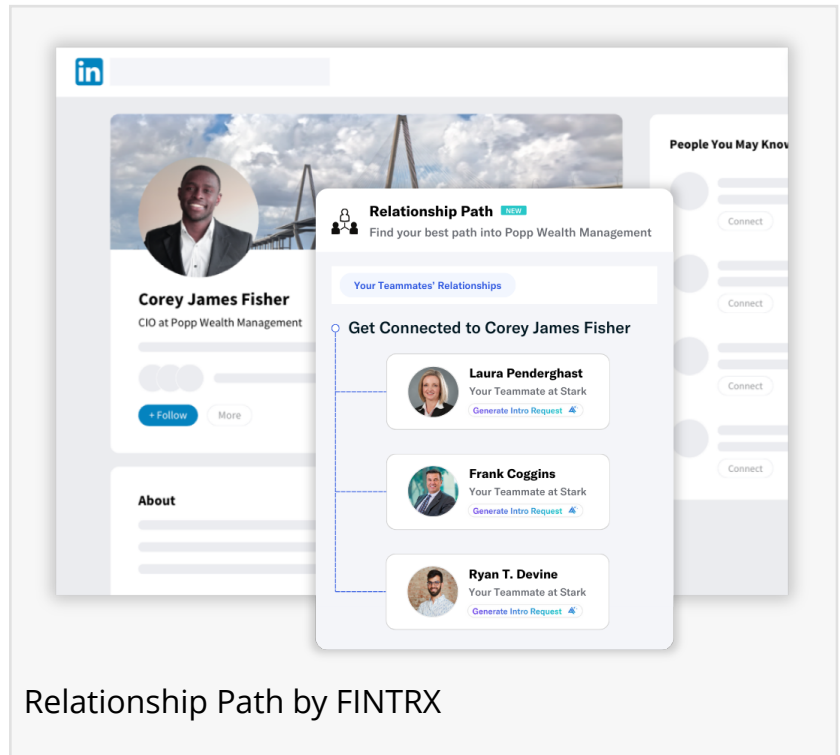 in
People You May Know
Relationship Path NEW
Find your best path into Popp Wealth Management
Connect
Your Teammates' Relationships
Corey James Fisher
CIO at Popp Wealth Management
Get Connected to Corey James Fisher
Connect
Laura Penderghast
Your Teammate at Stark
Generate Intro Request
Connect
+ Follow
More
Frank Coggins
Your Teammate at Stark
Generate Intro Request
Connect
About
Ryan T. Devine
Your Teammate at Stark
Generate Intro Request
Relationship Path by FINTRX